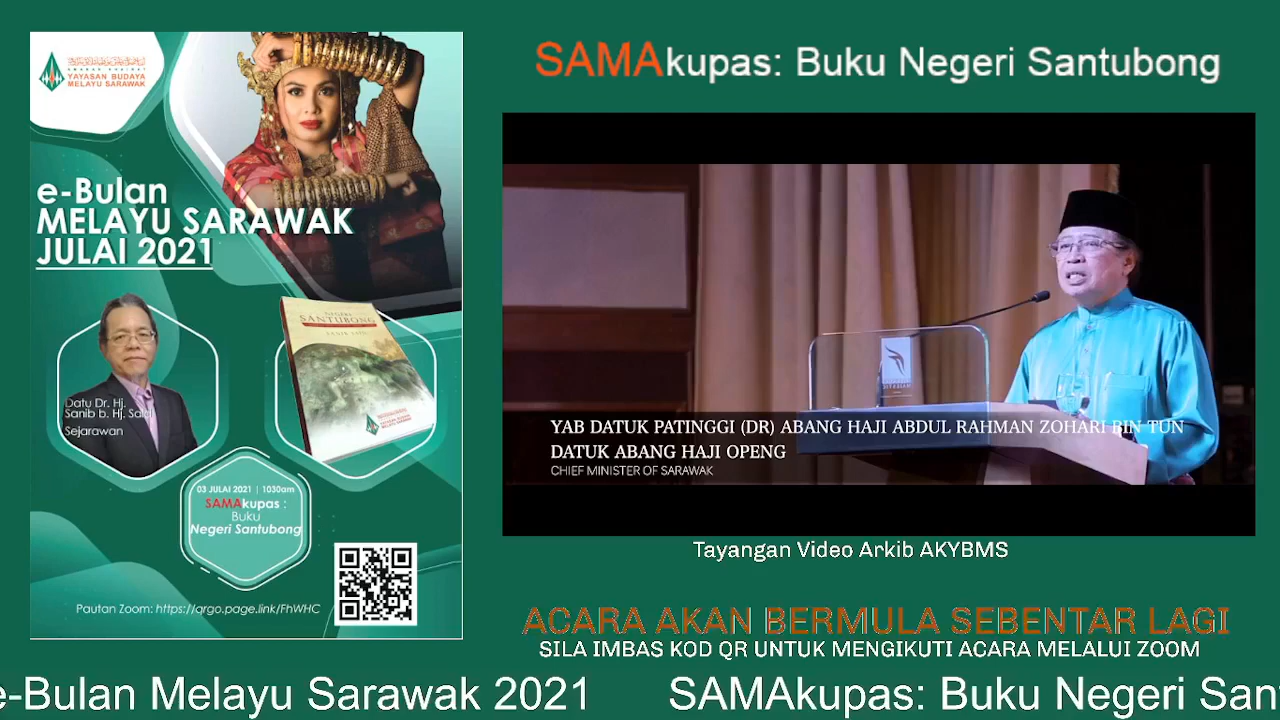 YAYASAN BUDAYA
MELAYU SARAWAK
e-Bulan
MELAYU SARAWAK
JULAI 2021
Datu Dr. Hj.
Sanib b. Hj. Said
Sejarawan
NEGERI
SANTUBONG
SANIB SAID
03 JULAI 2021 | 1030am
SAMAkupas :
Buku
Negeri Santubong
Pautan Zoom: https://qrgo.page.link/FhWHC
SAMAkupas: Buku Negeri Santubong
YAB DATUK PATINGGI (DR) ABANG HAJI ABDUL RAHMAN ZOHARI BIN TUN
DATUK ABANG HAJI OPENG
CHIEF MINISTER OF SARAWAK
Tayangan Video Arkib AKYBMS
ACARA AKAN BERMULA SEBENTAR LAGI
SILA IMBAS KOD QR UNTUK MENGIKUTI ACARA MELALUI ZOOM
e-Bulan Melayu Sarawak 2021 SAMAkupas: Buku Negeri San